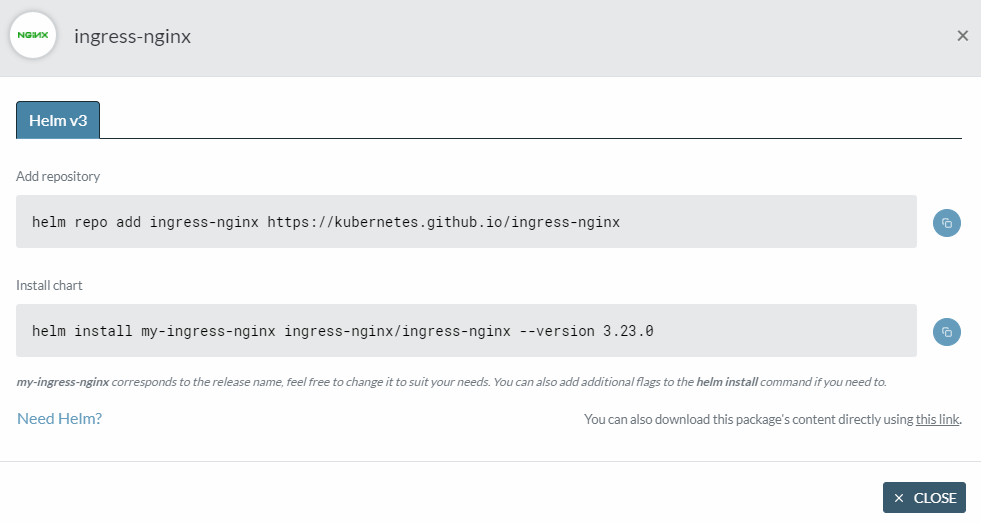 NGINX
ingress-nginx
Helm v3
Add repository
helm repo add ingress-nginx https://kubernetes.github.io/ingress-nginx
Install chart
helm install my-ingress-nginx ingress-nginx/ingress-nginx --version 3.23.0
my-ingress-nginx corresponds to the release name, feel free to change it to suit your needs. You can also add additional flags to the helm install command if you need to.
Need Helm?
You can also download this package's content directly using this link.
CLOSE